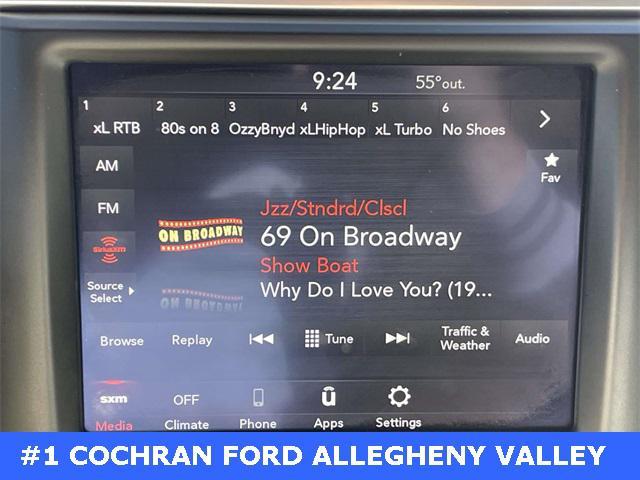 9:24 55°out.
1 2 3 4 5 6
xL RTB 80s on 8 OzzyBnyd xLHipHop xL Turbo No Shoes
AM
Fav
FM
Jzz/Stndrd/Clscl
ON BROADWAY
69 On Broadway
SiriusXM
Show Boat
Source
Select
Why Do I Love You? (19...
ON BROADWAY
Browse Replay Tune Traffic & Weather Audio
sxm OFF
Media Climate Phone Apps Settings
#1 COCHRAN FORD ALLEGHENY VALLEY